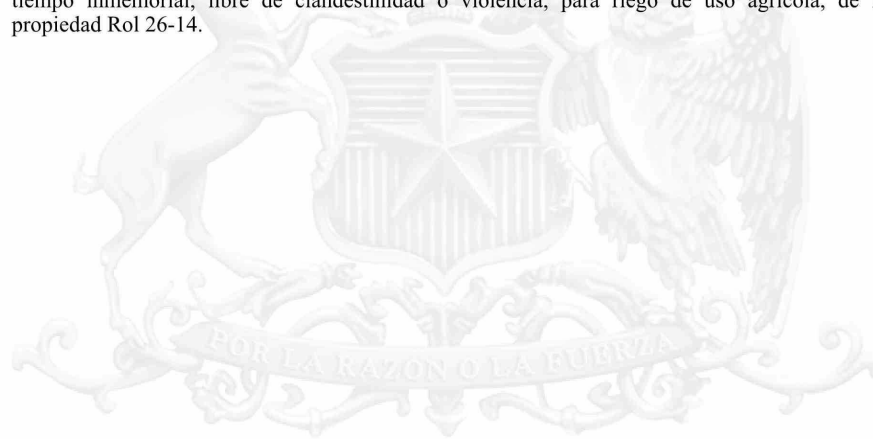 tiempo inmemorial, libre de clandestinidad o violencia, para riego de uso agrícola, de
propiedad Rol 26-14.
POR LA RAZON O LA FUERZA